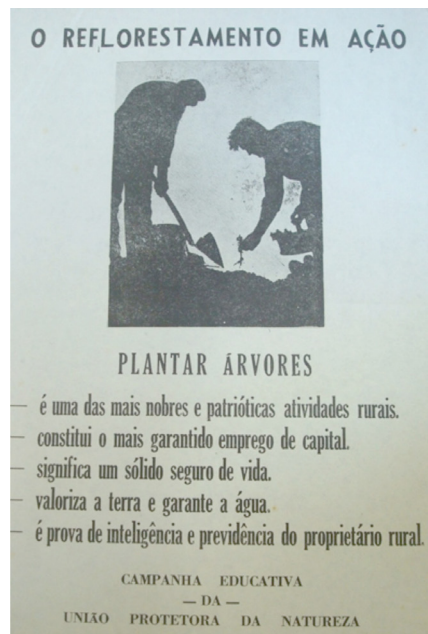 O REFLORESTAMENTO EM AÇÃO
PLANTAR ÁRVORES
— é uma das mais nobres e patrióticas atividades rurais.
— constitui o mais garantido emprego de capital.
— significa um sólido seguro de vida.
— valoriza a terra e garante a água.
— é prova de inteligência e previdência do proprietário rural.
CAMPANHA EDUCATIVA
— DA —
UNIÃO PROTETORA DA NATUREZA